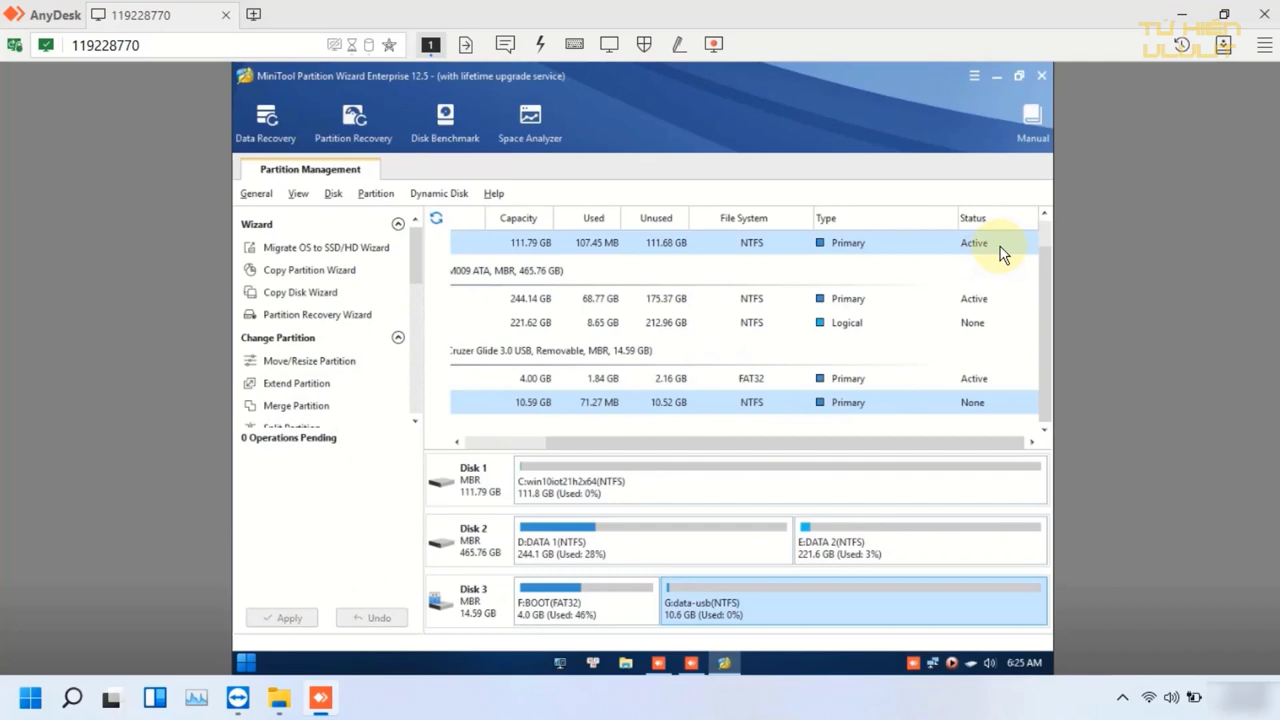 AnyDesk
119228770
TỨ HIỂN
ULULT
119228770
1
MiniTool Partition Wizard Enterprise 12.5 - (with lifetime upgrade service)
Data Recovery
Partition Recovery
Disk Benchmark
Space Analyzer
Manual
Partition Management
General View Disk Partition Dynamic Disk Help
Wizard
Migrate OS to SSD/HD Wizard
Copy Partition Wizard
Copy Disk Wizard
Partition Recovery Wizard
Change Partition
Move/Resize Partition
Extend Partition
Merge Partition
0 Operations Pending
Apply
Undo
Capacity Used Unused File System Type Status
111.79 GB 107.45 MB 111.68 GB NTFS Primary Active
M009 ATA, MBR, 465.76 GB)
244.14 GB 68.77 GB 175.37 GB NTFS Primary Active
221.62 GB 8.65 GB 212.96 GB NTFS Logical None
Cruzer Glide 3.0 USB, Removable, MBR, 14.59 GB)
4.00 GB 1.84 GB 2.16 GB FAT32 Primary Active
10.59 GB 71.27 MB 10.52 GB NTFS Primary None
Disk 1
MBR
111.79 GB
C:win10iot21h2x64(NTFS)
111.8 GB (Used: 0%)
Disk 2
MBR
465.76 GB
D:DATA 1(NTFS)
244.1 GB (Used: 28%)
E:DATA 2(NTFS)
221.6 GB (Used: 3%)
Disk 3
MBR
14.59 GB
F:BOOT(FAT32)
4.0 GB (Used: 46%)
G:data-usb(NTFS)
10.6 GB (Used: 0%)
6:25 AM